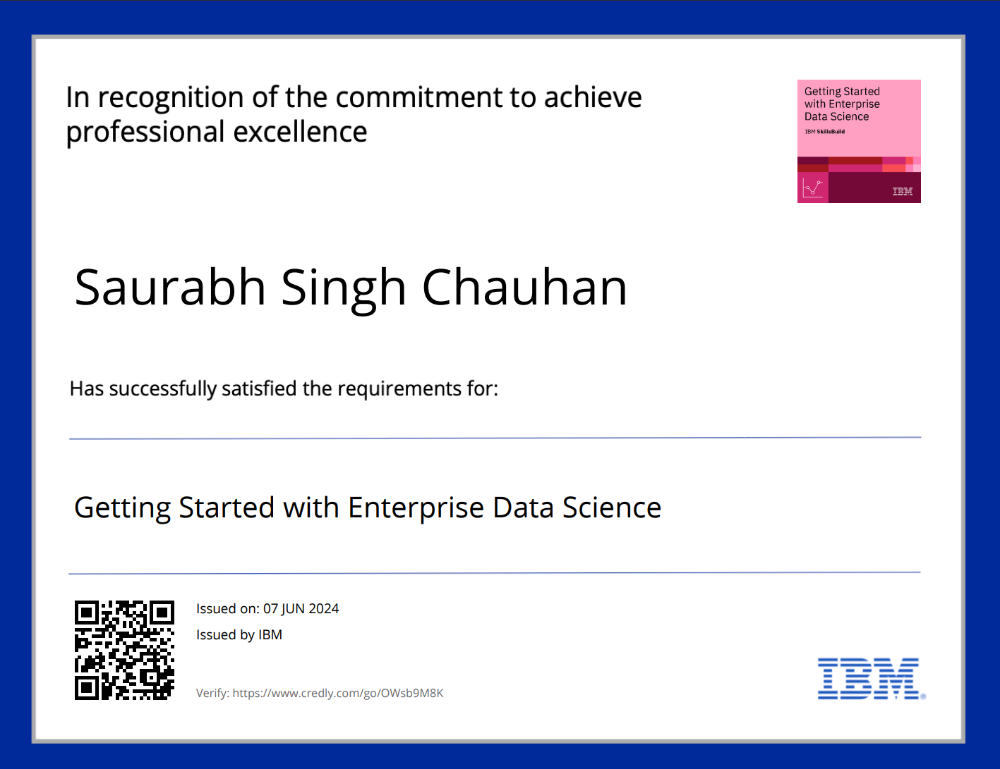 In recognition of the commitment to achieve
professional excellence
Getting Started
with Enterprise
Data Science
IBM SkillsBuild
IBM
Saurabh Singh Chauhan
Has successfully satisfied the requirements for:
Getting Started with Enterprise Data Science
Issued on: 07 JUN 2024
Issued by IBM
Verify: https://www.credly.com/go/OWsb9M8K
IBM®